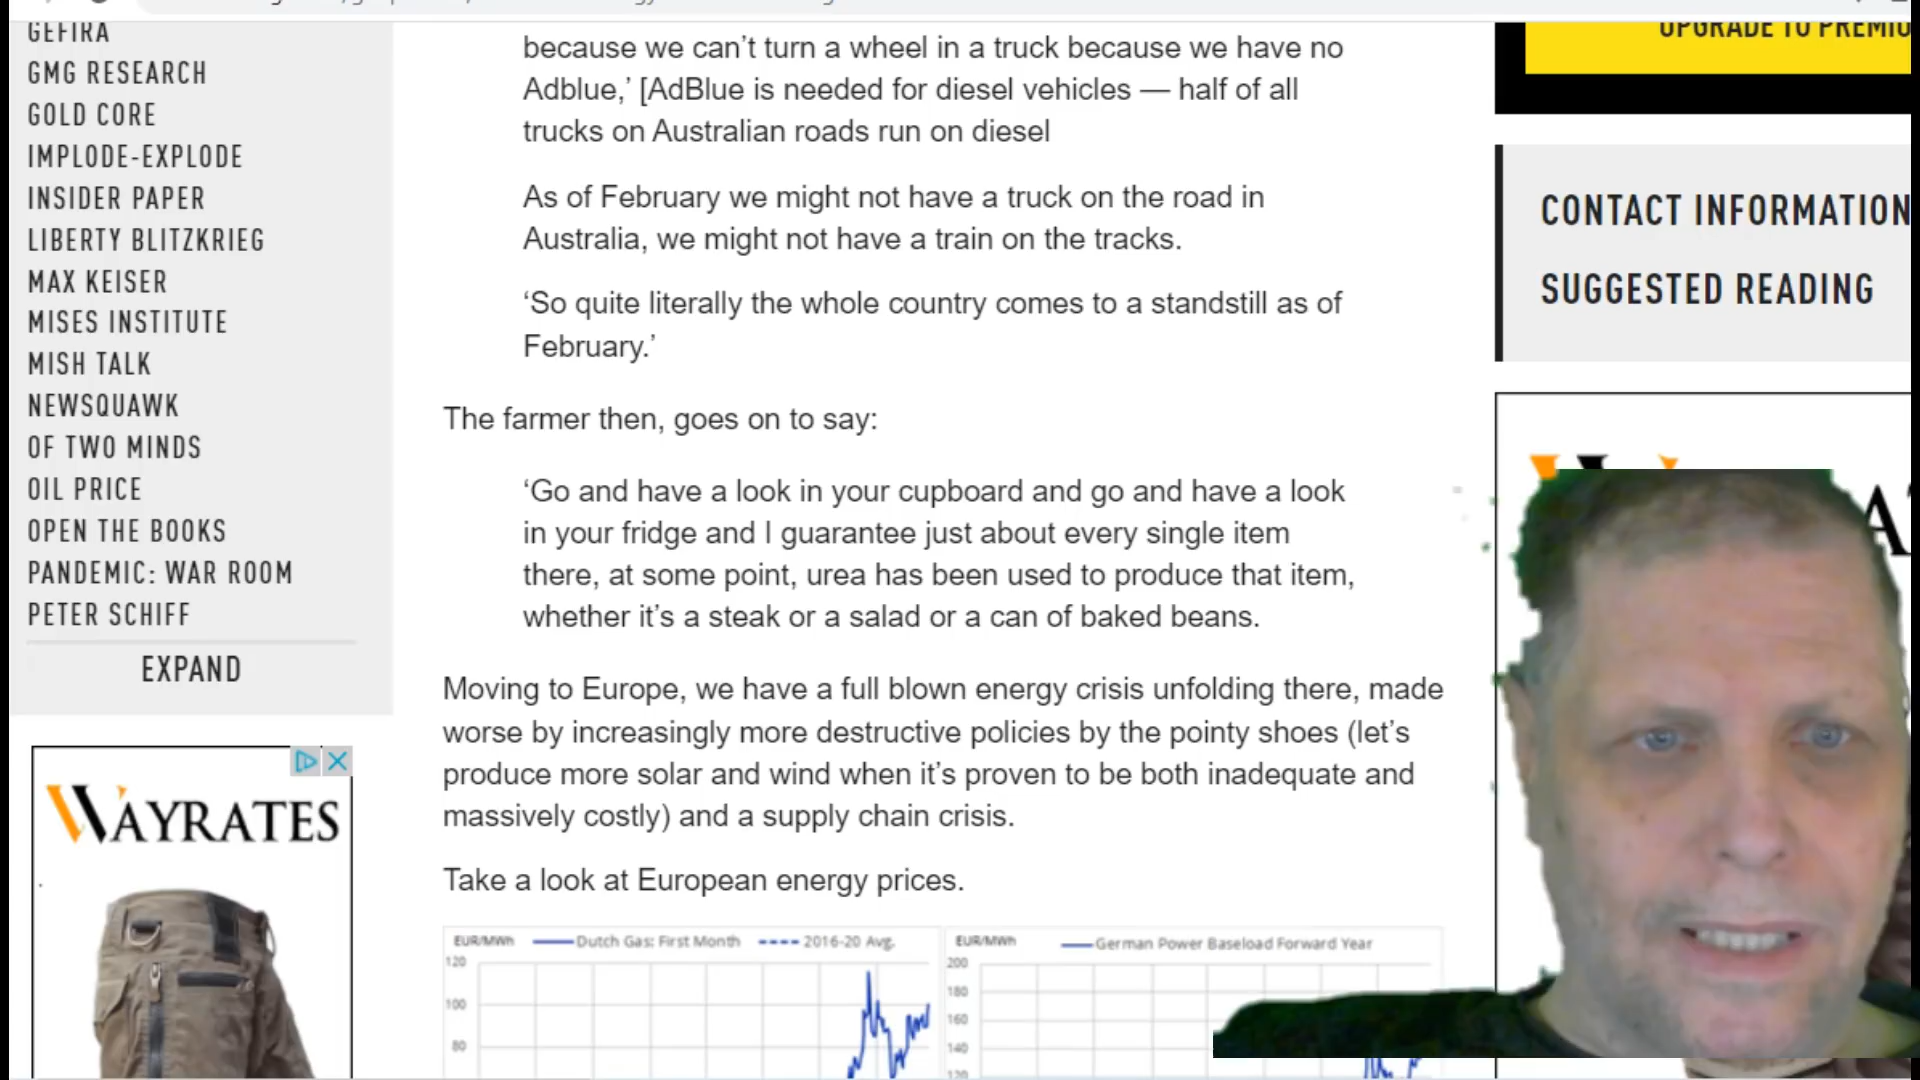 GEFIRA
GMG RESEARCH
GOLD CORE
IMPLODE-EXPLODE
INSIDER PAPER
LIBERTY BLITZKRIEG
MAX KEISER
MISES INSTITUTE
MISH TALK
NEWSQUAWK
OF TWO MINDS
OIL PRICE
OPEN THE BOOKS
PANDEMIC: WAR ROOM
PETER SCHIFF
EXPAND
WAYRATES
because we can’t turn a wheel in a truck because we have no
Adblue,’ [AdBlue is needed for diesel vehicles — half of all
trucks on Australian roads run on diesel
As of February we might not have a truck on the road in
Australia, we might not have a train on the tracks.
‘So quite literally the whole country comes to a standstill as of
February.’
The farmer then, goes on to say:
‘Go and have a look in your cupboard and go and have a look
in your fridge and I guarantee just about every single item
there, at some point, urea has been used to produce that item,
whether it’s a steak or a salad or a can of baked beans.
Moving to Europe, we have a full blown energy crisis unfolding there, made
worse by increasingly more destructive policies by the pointy shoes (let’s
produce more solar and wind when it’s proven to be both inadequate and
massively costly) and a supply chain crisis.
Take a look at European energy prices.
EUR/MWh Dutch Gas: First Month 2016-20 Avg.
120
100
80
EUR/MWh German Power Baseload Forward Year
200
180
160
140
120
UPGRADE TO PREMIU
CONTACT INFORMATION
SUGGESTED READING